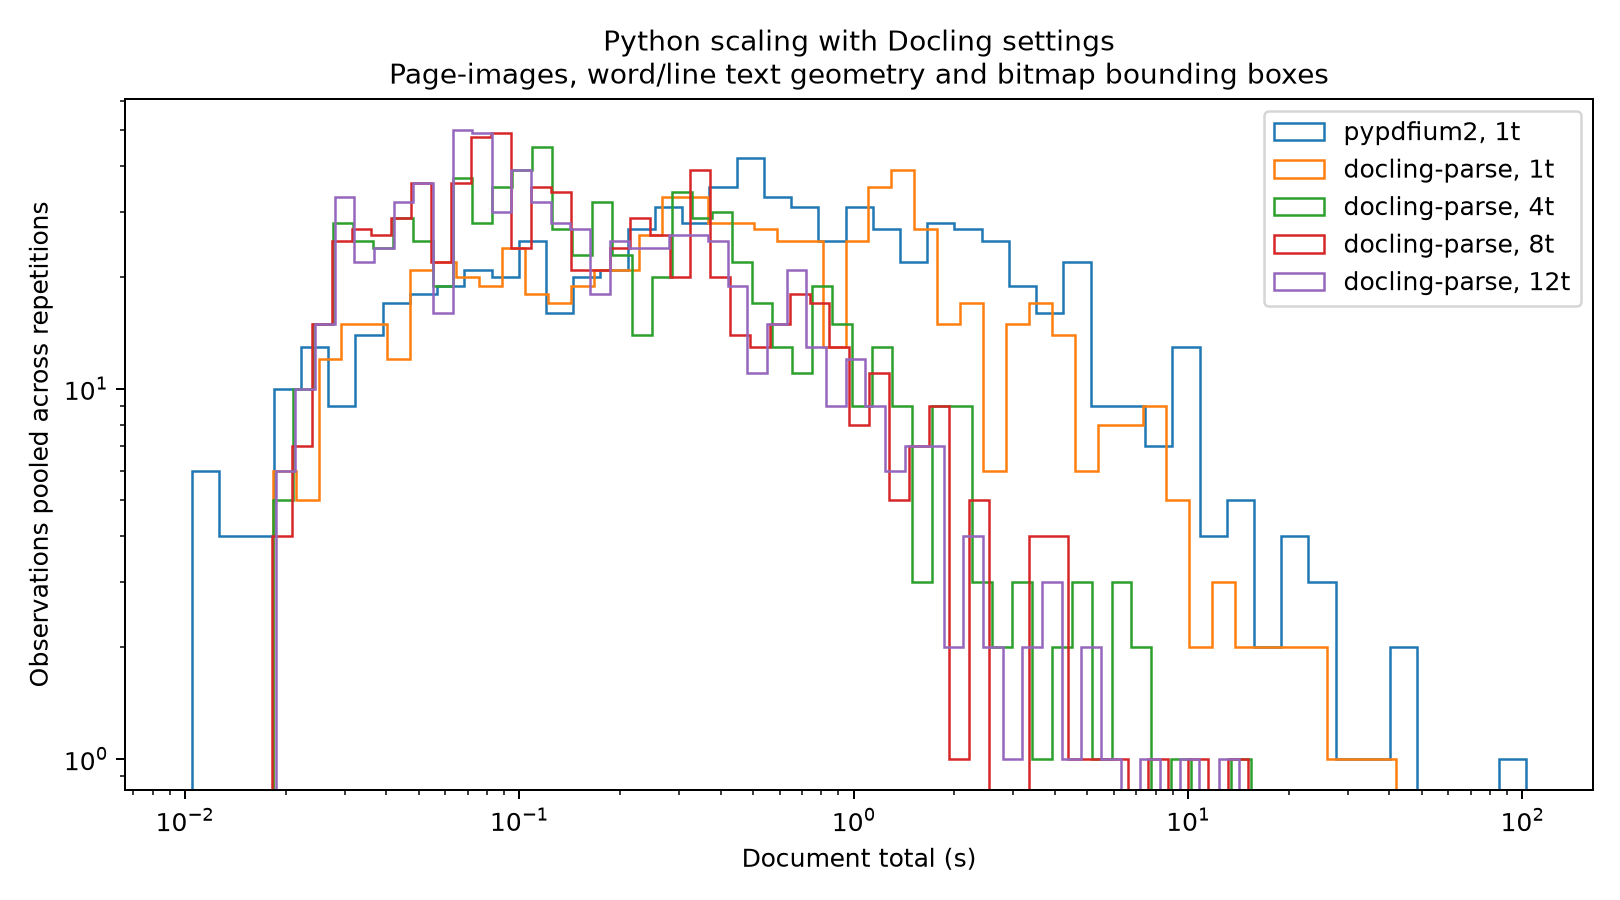 Python scaling with Docling settings
Page-images, word/line text geometry and bitmap bounding boxes
Observations pooled across repetitions
10¹
10⁰
pypdfium2, 1t
docling-parse, 1t
docling-parse, 4t
docling-parse, 8t
docling-parse, 12t
10⁻² 10⁻¹ 10⁰ 10¹ 10²
Document total (s)